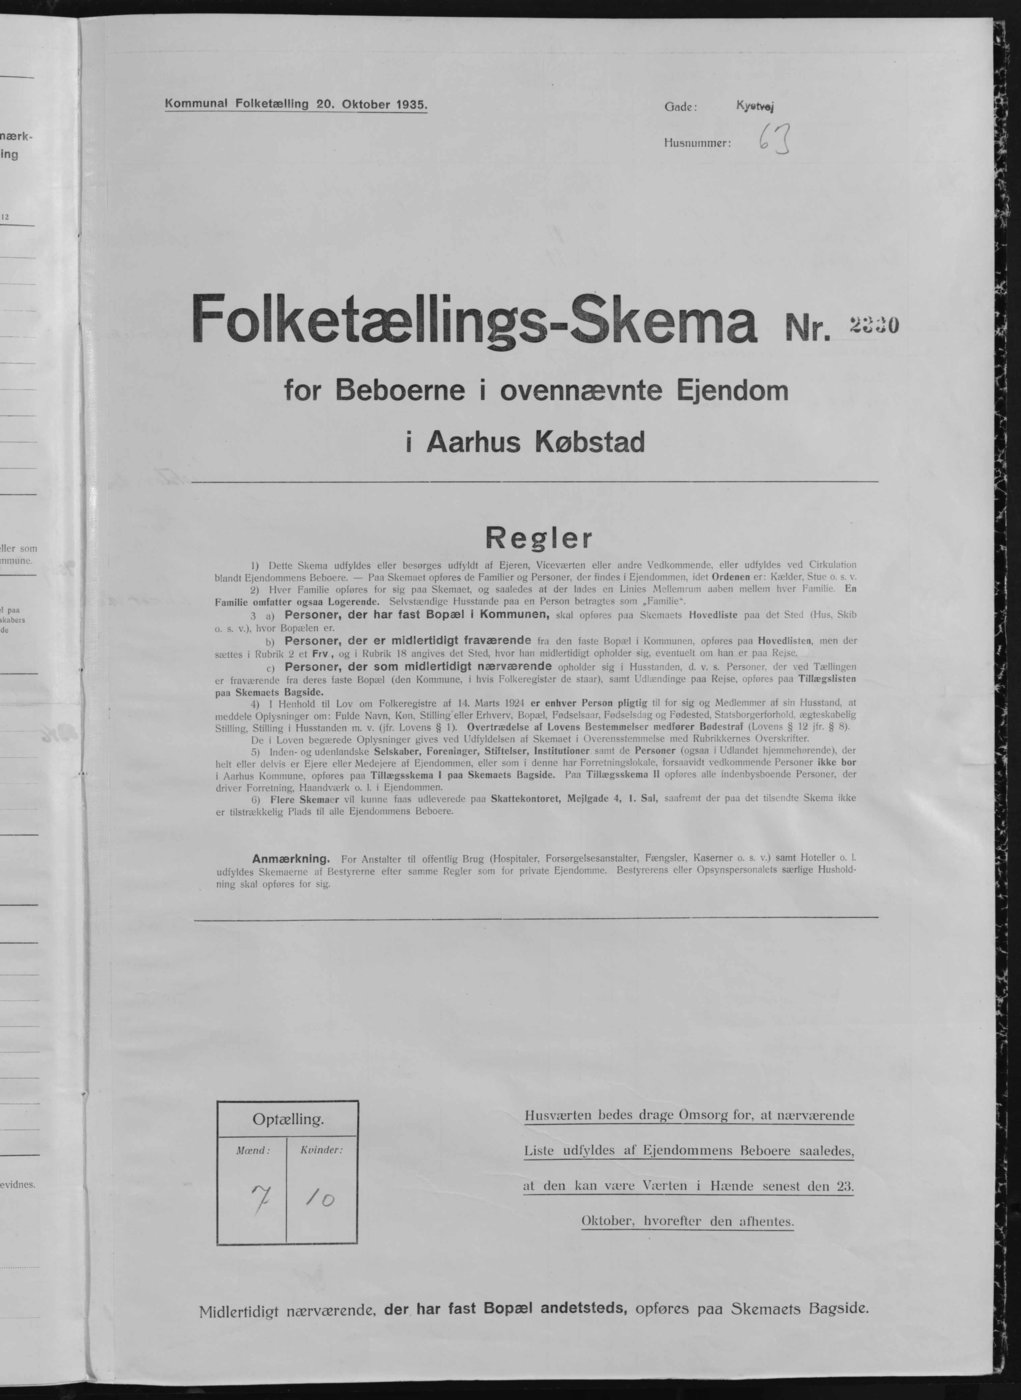 Kommunal Folketælling 20. Oktober 1935.
Gade: Kystvej
Husnummer: 63
Folketællings-Skema Nr. 2330
for Beboerne i ovennævnte Ejendom
i Aarhus Købstad
Regler
1) Dette Skema udfyldes eller besørges udfyldt af Ejeren, Viceværten eller andre Vedkommende, eller udfyldes ved Cirkulation
blandt Ejendommens Beboere. — Paa Skemaet opføres de Familier og Personer, der findes i Ejendommen, idet Ordenen er: Kælder, Stue o. s. v.
2) Hver Familie opføres for sig paa Skemaet, og saaledes at der lades en Linies Mellemrum aaben mellem hver Familie. En
Familie omfatter ogsaa Logerende. Selvstændige Husstande paa en Person betragtes som „Familie“.
3 a) Personer, der har fast Bopæl i Kommunen, skal opføres paa Skemaets Hovedliste paa det Sted (Hus, Skib
o. s. v.), hvor Bopælen er.
b) Personer, der er midlertidigt fraværende fra den faste Bopæl i Kommunen, opføres paa Hovedlisten, men der
sættes i Rubrik 2 et Frv., og i Rubrik 18 angives det Sted, hvor han midlertidigt opholder sig, eventuelt om han er paa Rejse.
c) Personer, der som midlertidigt nærværende opholder sig i Husstanden, d. v. s. Personer, der ved Tællingen
er fraværende fra deres faste Bopæl (den Kommune, i hvis Folkeregister de staar), samt Udlændinge paa Rejse, opføres paa Tillægslisten
paa Skemaets Bagside.
4) I Henhold til Lov om Folkeregistre af 14. Marts 1924 er enhver Person pligtig til for sig og Medlemmer af sin Husstand, at
meddele Oplysninger om: Fulde Navn, Køn, Stilling eller Erhverv, Bopæl, Fødselsaar, Fødselsdag og Fødested, Statsborgerforhold, ægteskabelig
Stilling, Stilling i Husstanden m. v. (jfr. Lovens § 1). Overtrædelse af Lovens Bestemmelser medfører Bødestraf (Lovens § 12 jfr. § 8).
De i Loven begærede Oplysninger gives ved Udfyldelsen af Skemaet i Overensstemmelse med Rubrikkernes Overskrifter.
5) Inden- og udenlandske Selskaber, Foreninger, Stiftelser, Institutioner samt de Personer (ogsaa i Udlandet hjemmehørende), der
helt eller delvis er Ejere eller Medejere af Ejendommen, eller som i denne har Forretningslokale, forsaavidt vedkommende Personer ikke bor
i Aarhus Kommune, opføres paa Tillægsskema I paa Skemaets Bagside. Paa Tillægsskema II opføres alle indenbysboende Personer, der
driver Forretning, Haandværk o. l. i Ejendommen.
6) Flere Skemaer vil kunne faas udleverede paa Skattekontoret, Mejlgade 4, 1. Sal, saafremt der paa det tilsendte Skema ikke
er tilstrækkelig Plads til alle Ejendommens Beboere.
Anmærkning. For Anstalter til offentlig Brug (Hospitaler, Forsørgelsesanstalter, Fængsler, Kaserner o. s. v.) samt Hoteller o. l.
udfyldes Skemaerne af Bestyrerne efter samme Regler som for private Ejendomme. Bestyrerens eller Opsynspersonalets særlige Hushold-
ning skal opføres for sig.
Optælling.
Mænd: Kvinder:
7 10
Husværten bedes drage Omsorg for, at nærværende
Liste udfyldes af Ejendommens Beboere saaledes,
at den kan være Værten i Hænde senest den 23.
Oktober, hvorefter den afhentes.
Midlertidigt nærværende, der har fast Bopæl andetsteds, opføres paa Skemaets Bagside.
nærk-
ing
12
eller som
mmune.
el paa
skabers
de
evidnes.